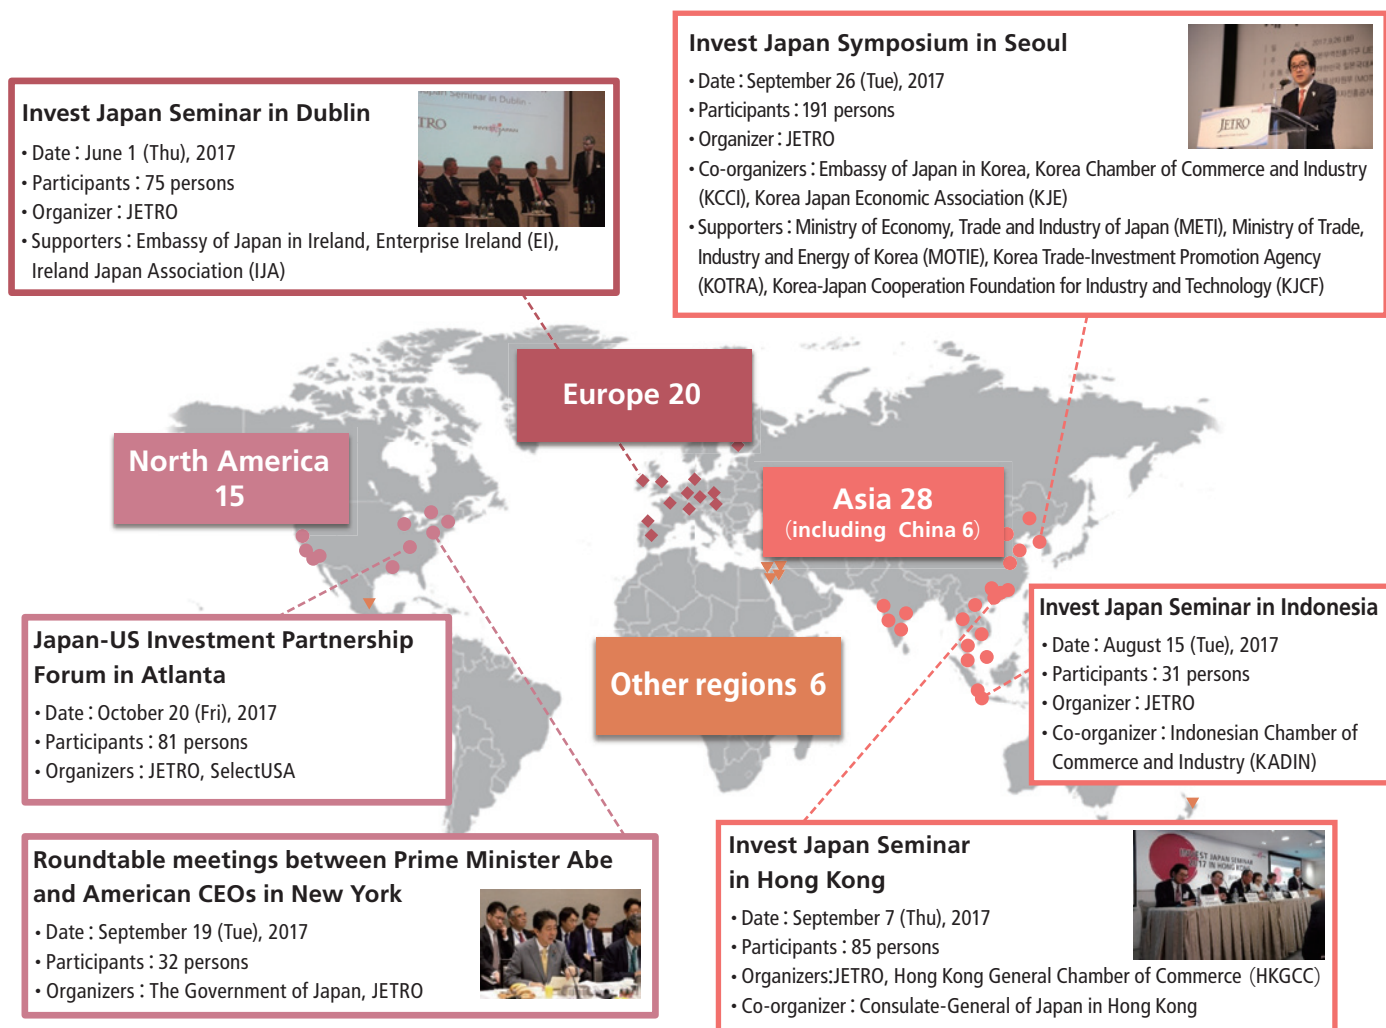 Invest Japan Seminar in Dublin
・Date：June 1 (Thu), 2017
・Participants：75 persons
・Organizer：JETRO
・Supporters：Embassy of Japan in Ireland, Enterprise Ireland (EI),
Ireland Japan Association (IJA)
Seminar in Dublin -
TRO
Invest Japan Symposium in Seoul
・Date：September 26 (Tue), 2017
・Participants：191 persons
・Organizer：JETRO
・Co-organizers：Embassy of Japan in Korea, Korea Chamber of Commerce and Industry
(KCCI), Korea Japan Economic Association (KJE)
・Supporters：Ministry of Economy, Trade and Industry of Japan (METI), Ministry of Trade,
Industry and Energy of Korea (MOTIE), Korea Trade-Investment Promotion Agency
(KOTRA), Korea-Japan Cooperation Foundation for Industry and Technology (KJCF)
JETRO
Europe 20
North America
15
Asia 28
（including China 6）
Other regions 6
Japan-US Investment Partnership
Forum in Atlanta
・Date：October 20 (Fri), 2017
・Participants：81 persons
・Organizers：JETRO, SelectUSA
Invest Japan Seminar in Indonesia
・Date：August 15 (Tue), 2017
・Participants：31 persons
・Organizer：JETRO
・Co-organizer：Indonesian Chamber of
Commerce and Industry (KADIN)
Roundtable meetings between Prime Minister Abe
and American CEOs in New York
・Date：September 19 (Tue), 2017
・Participants：32 persons
・Organizers：The Government of Japan, JETRO
Invest Japan Seminar
in Hong Kong
・Date：September 7 (Thu), 2017
・Participants：85 persons
・Organizers:JETRO, Hong Kong General Chamber of Commerce（HKGCC）
・Co-organizer：Consulate-General of Japan in Hong Kong
INVEST JAPAN SEMINAR
2017 IN HONG KONG